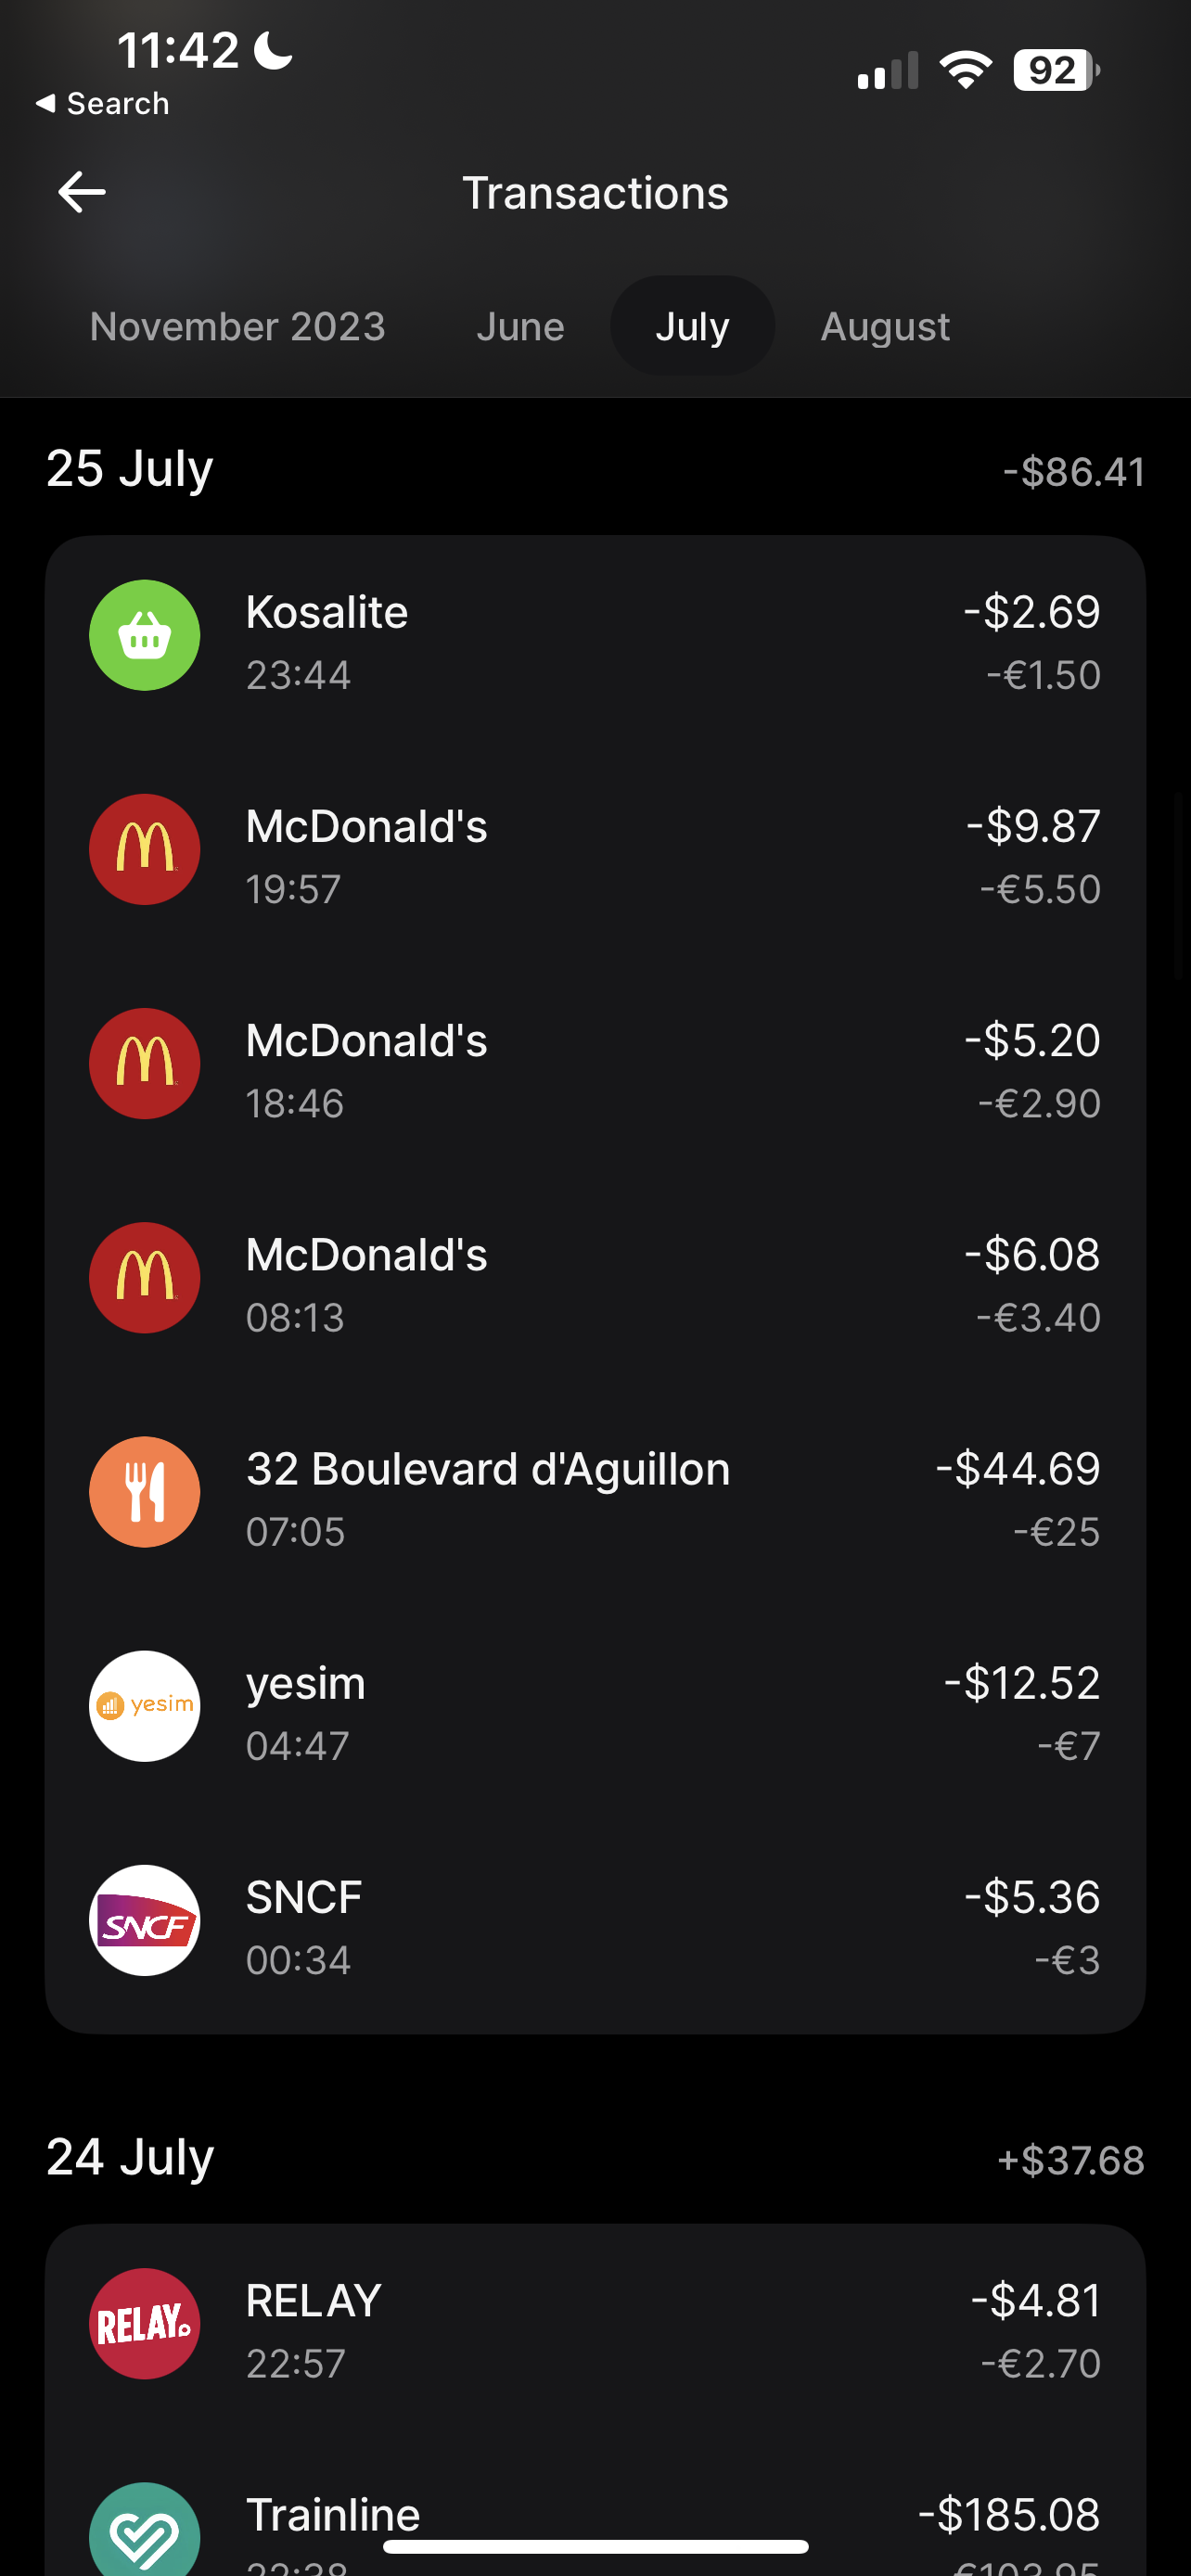 11:42
92
Search
Transactions
November 2023 June July August
25 July -$86.41
Kosalite -$2.69
23:44 -€1.50
McDonald's -$9.87
19:57 -€5.50
McDonald's -$5.20
18:46 -€2.90
McDonald's -$6.08
08:13 -€3.40
32 Boulevard d'Aguillon -$44.69
07:05 -€25
yesim
yesim -$12.52
04:47 -€7
SNCF
SNCF -$5.36
00:34 -€3
24 July +$37.68
RELAY
RELAY -$4.81
22:57 -€2.70
Trainline -$185.08